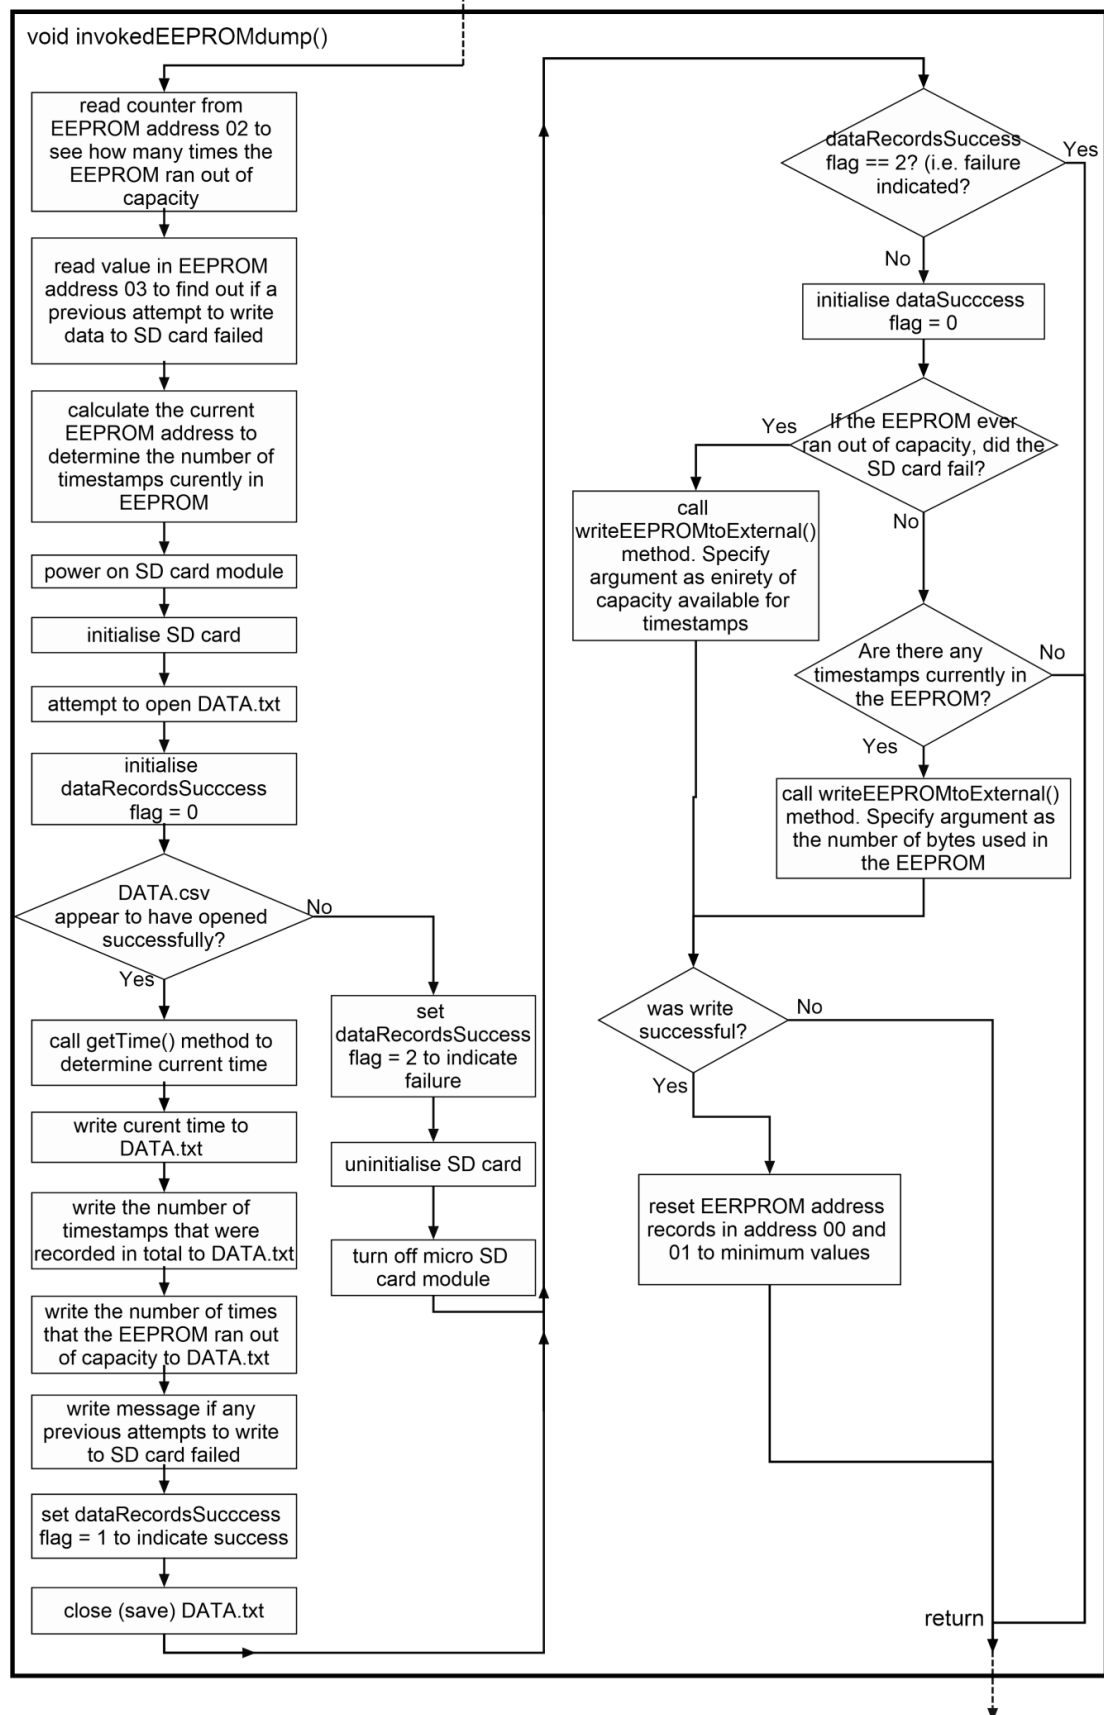 void invokedEEPROMdump()
read counter from
EEPROM address 02 to
see how many times the
EEPROM ran out of
capacity
read value in EEPROM
address 03 to find out if a
previous attempt to write
data to SD card failed
calculate the current
EEPROM address to
determine the number of
timestamps curently in
EEPROM
power on SD card module
initialise SD card
attempt to open DATA.txt
initialise
dataRecordsSucccess
flag = 0
DATA.csv
appear to have opened
successfully?
No
Yes
call getTime() method to
determine current time
write curent time to
DATA.txt
write the number of
timestamps that were
recorded in total to DATA.txt
write the number of times
that the EEPROM ran out
of capacity to DATA.txt
write message if any
previous attempts to write
to SD card failed
set dataRecordsSucccess
flag = 1 to indicate success
close (save) DATA.txt
set
dataRecordsSuccess
flag = 2 to indicate
failure
uninitialise SD card
turn off micro SD
card module
dataRecordsSuccess
flag == 2? (i.e. failure
indicated?
Yes
No
initialise dataSucccess
flag = 0
If the EEPROM ever
ran out of capacity, did the
SD card fail?
Yes
No
call
writeEEPROMtoExternal()
method. Specify
argument as enirety of
capacity available for
timestamps
Are there any
timestamps currently in
the EEPROM?
No
Yes
call writeEEPROMtoExternal()
method. Specify argument as
the number of bytes used in
the EEPROM
was write
successful?
No
Yes
reset EERPROM address
records in address 00 and
01 to minimum values
return